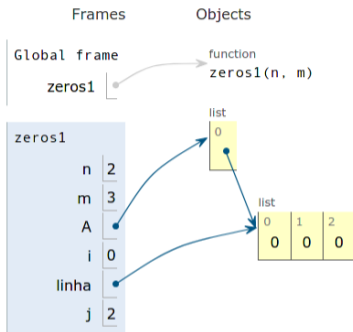 Frames Objects
Global frame
function
zeros1(n, m)
zeros1
list
0
zeros1
n 2
m 3
A
list
0 1 2
0 0 0
i 0
linha
j 2